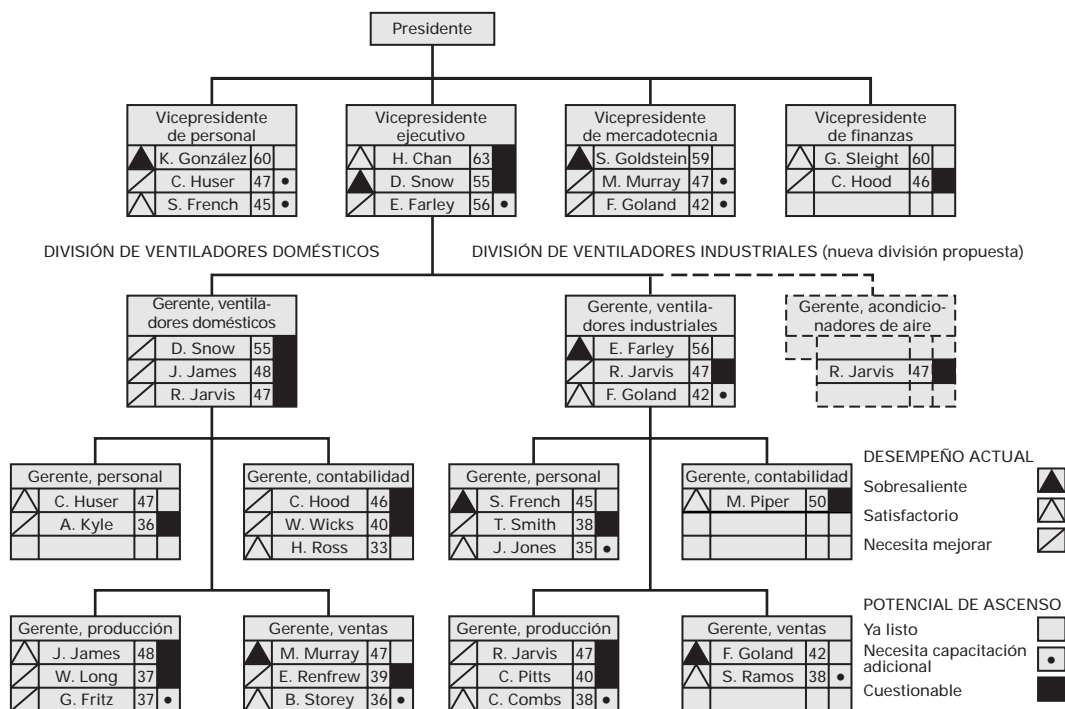 Presidente
Vicepresidente
de personal
K. González 60
C. Huser 47
S. French 45
Vicepresidente
ejecutivo
H. Chan 63
D. Snow 55
E. Farley 56
Vicepresidente
de mercadotecnia
S. Goldstein 59
M. Murray 47
F. Goland 42
Vicepresidente
de finanzas
G. Sleight 60
C. Hood 46
DIVISIÓN DE VENTILADORES DOMÉSTICOS
DIVISIÓN DE VENTILADORES INDUSTRIALES (nueva división propuesta)
Gerente, ventila-
dores domésticos
D. Snow 55
J. James 48
R. Jarvis 47
Gerente, ventila-
dores industriales
E. Farley 56
R. Jarvis 47
F. Goland 42
Gerente, acondicio-
nadores de aire
R. Jarvis 47
Gerente, personal
C. Huser 47
A. Kyle 36
Gerente, contabilidad
C. Hood 46
W. Wicks 40
H. Ross 33
Gerente, personal
S. French 45
T. Smith 38
J. Jones 35
Gerente, contabilidad
M. Piper 50
DESEMPEÑO ACTUAL
Sobresaliente
Satisfactorio
Necesita mejorar
Gerente, producción
J. James 48
W. Long 37
G. Fritz 37
Gerente, ventas
M. Murray 47
E. Renfrew 39
B. Storey 36
Gerente, producción
R. Jarvis 47
C. Pitts 40
C. Combs 38
Gerente, ventas
F. Goland 42
S. Ramos 38
POTENCIAL DE ASCENSO
Ya listo
Necesita capacitación
adicional
Cuestionable